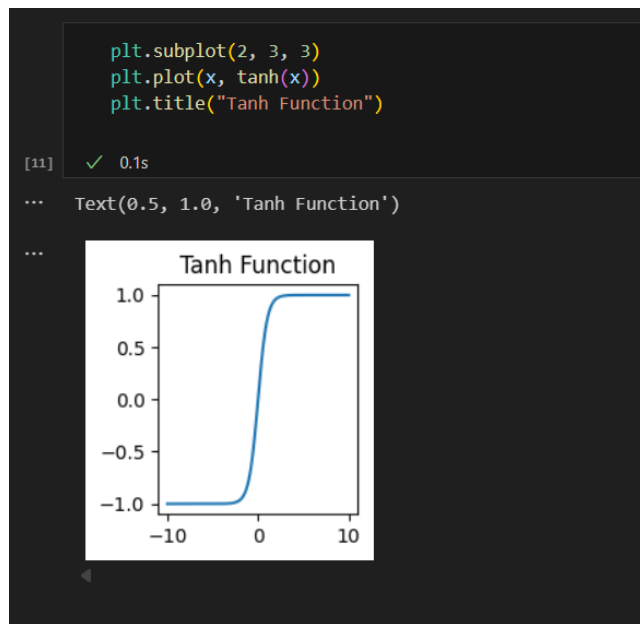 plt.subplot(2, 3, 3)
plt.plot(x, tanh(x))
plt.title("Tanh Function")
[11] ✓ 0.1s
... Text(0.5, 1.0, 'Tanh Function')
...
Tanh Function
1.0
0.5
0.0
−0.5
−1.0
−10 0 10